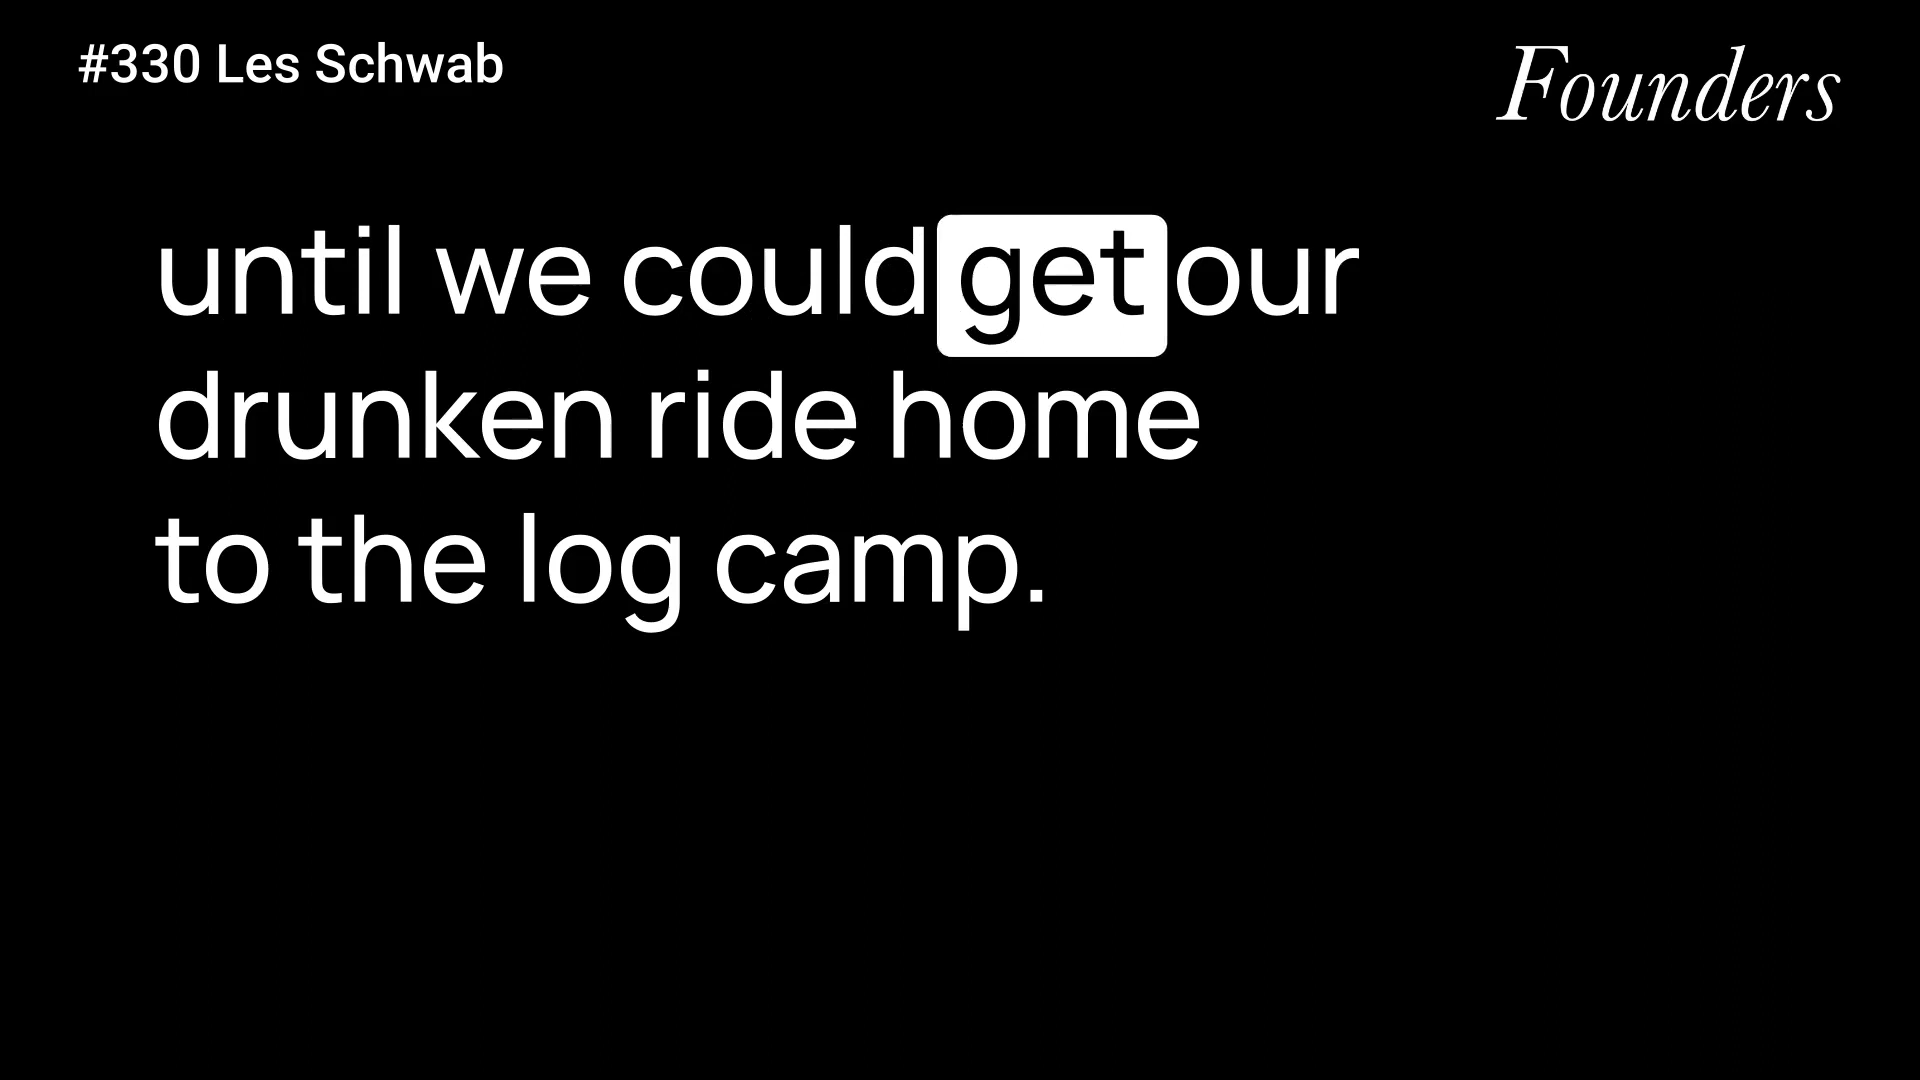 #330 Les Schwab
Founders
until we could get our
drunken ride home
to the log camp.